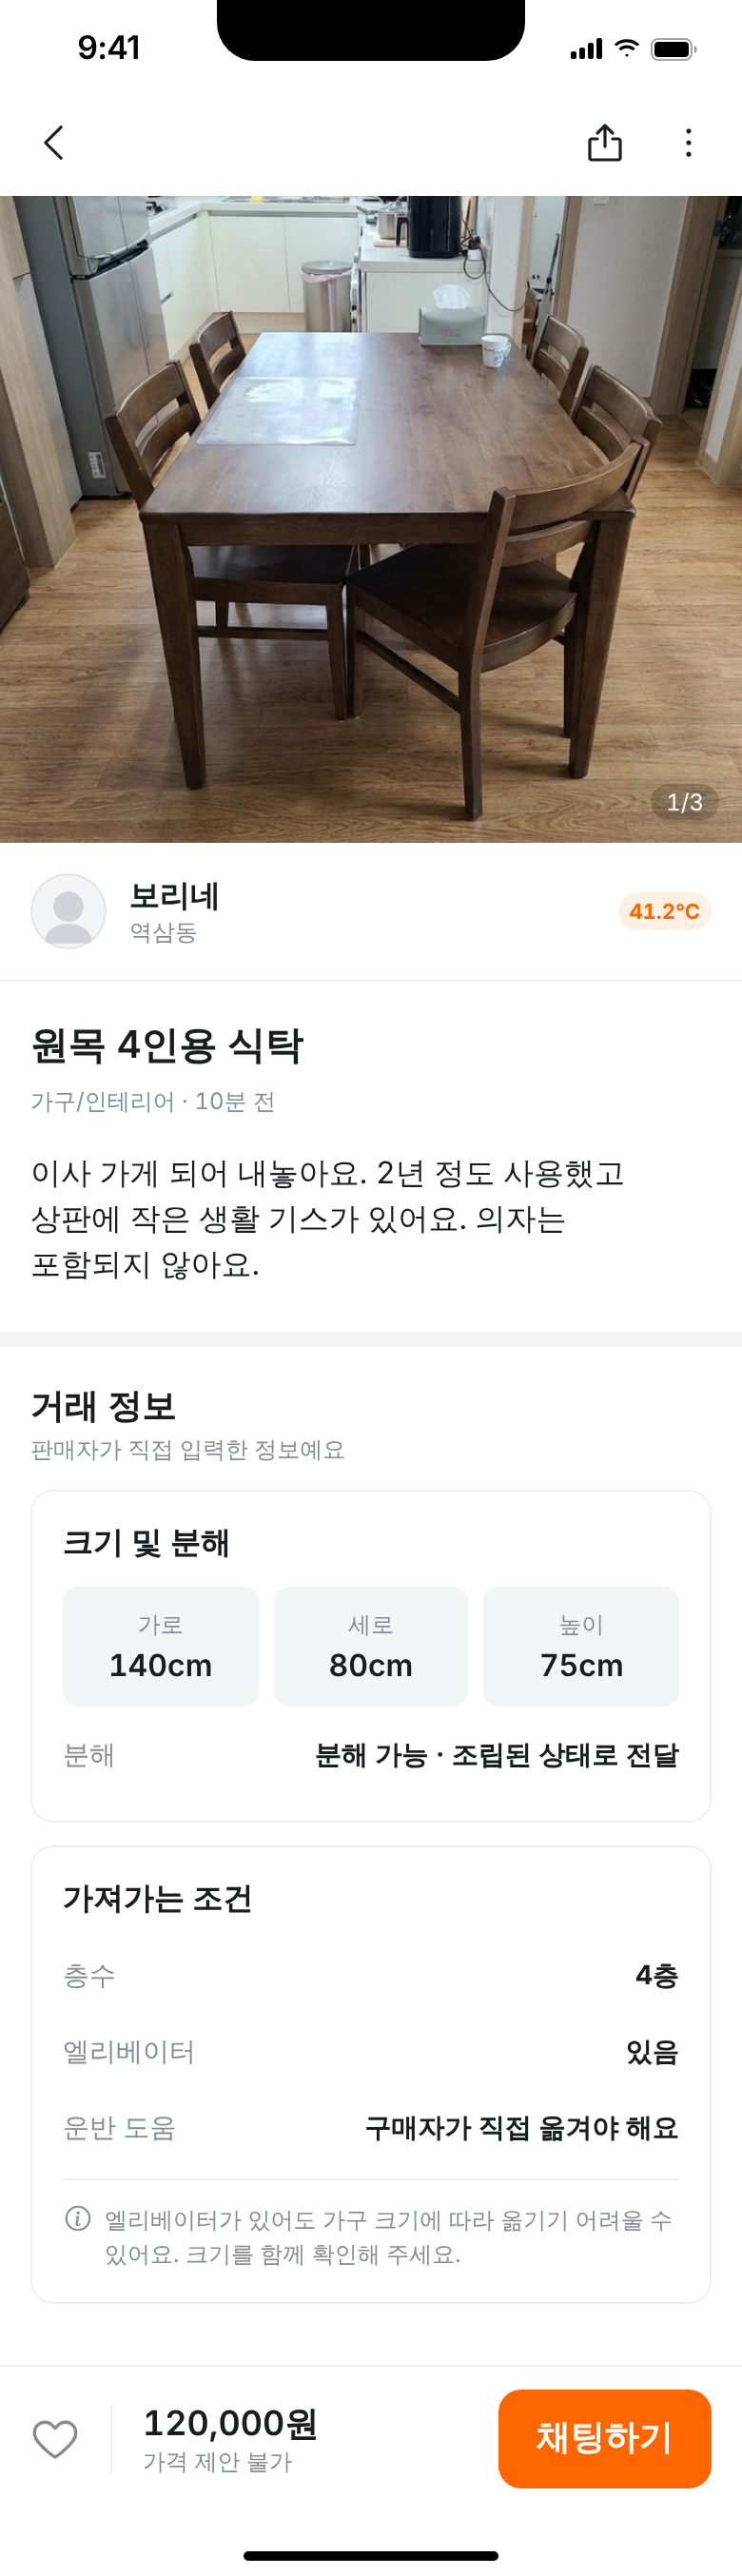 9:41
1/3
보리네
역삼동
41.2°C
원목 4인용 식탁
가구/인테리어 · 10분 전
이사 가게 되어 내놓아요. 2년 정도 사용했고
상판에 작은 생활 기스가 있어요. 의자는
포함되지 않아요.
거래 정보
판매자가 직접 입력한 정보예요
크기 및 분해
가로
140cm
세로
80cm
높이
75cm
분해
분해 가능 · 조립된 상태로 전달
가져가는 조건
층수
4층
엘리베이터
있음
운반 도움
구매자가 직접 옮겨야 해요
엘리베이터가 있어도 가구 크기에 따라 옮기기 어려울 수
있어요. 크기를 함께 확인해 주세요.
120,000원
가격 제안 불가
채팅하기